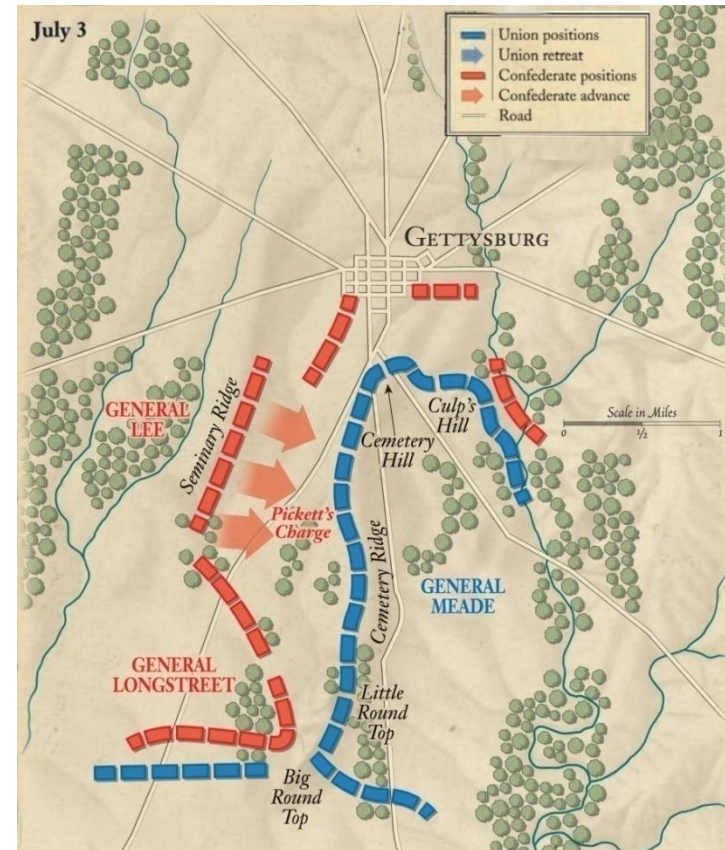 July 3
Union positions
Union retreat
Confederate positions
Confederate advance
Road
GETTYSBURG
GENERAL
LEE
Seminary Ridge
Culp's
Hill
Cemetery
Hill
Scale in Miles
0 ½ 1
Pickett's
Charge
Cemetery Ridge
GENERAL
MEADE
GENERAL
LONGSTREET
Little
Round
Top
Big
Round
Top